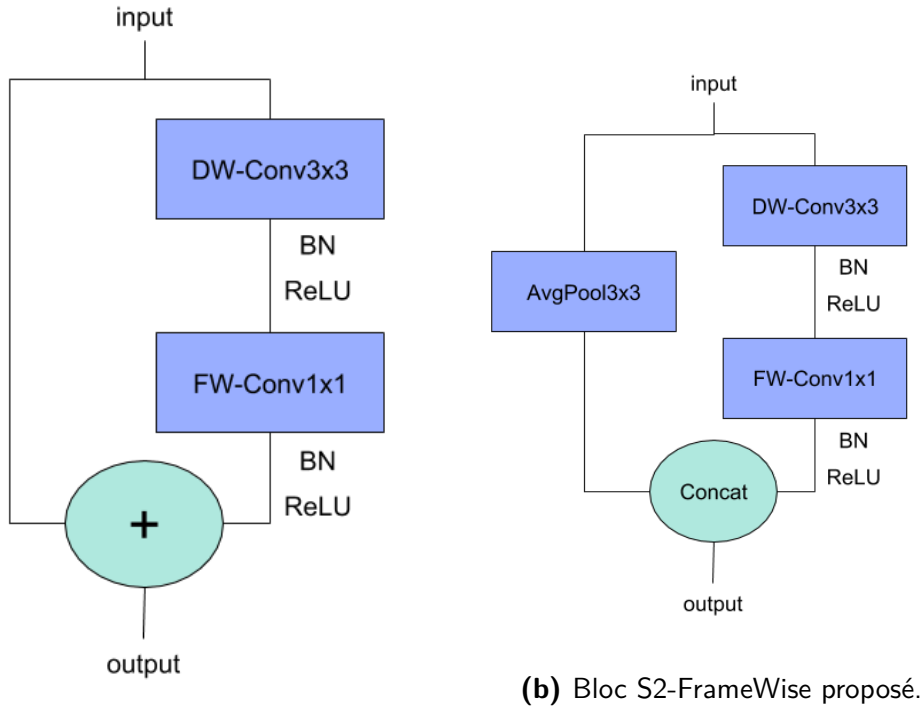 input
DW-Conv3x3
BN
ReLU
FW-Conv1x1
BN
ReLU
+
output
input
DW-Conv3x3
BN
ReLU
AvgPool3x3
FW-Conv1x1
BN
ReLU
Concat
output
(b) Bloc S2-FrameWise proposé.